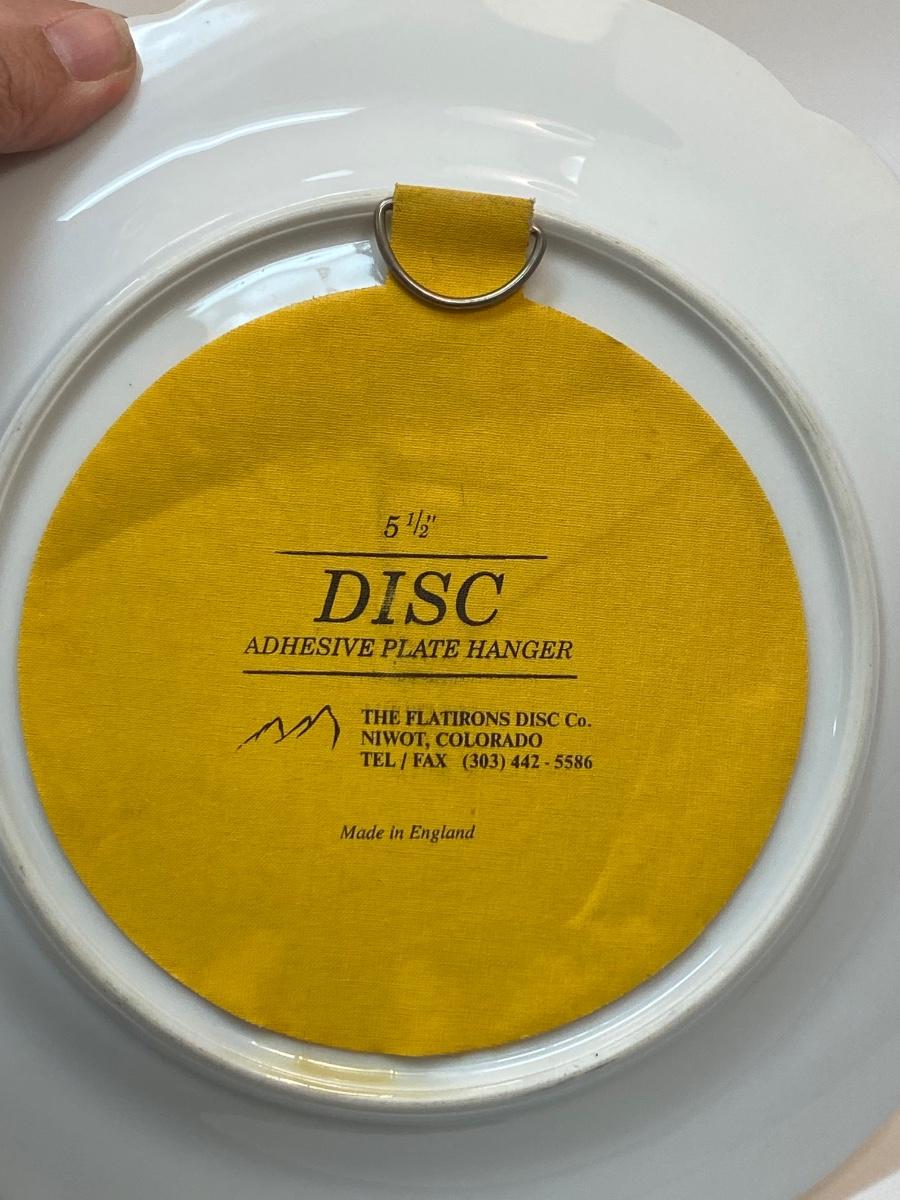 5 1/2"
DISC
ADHESIVE PLATE HANGER
THE FLATIRONS DISC Co.
NIWOT, COLORADO
TEL / FAX (303) 442 - 5586
Made in England